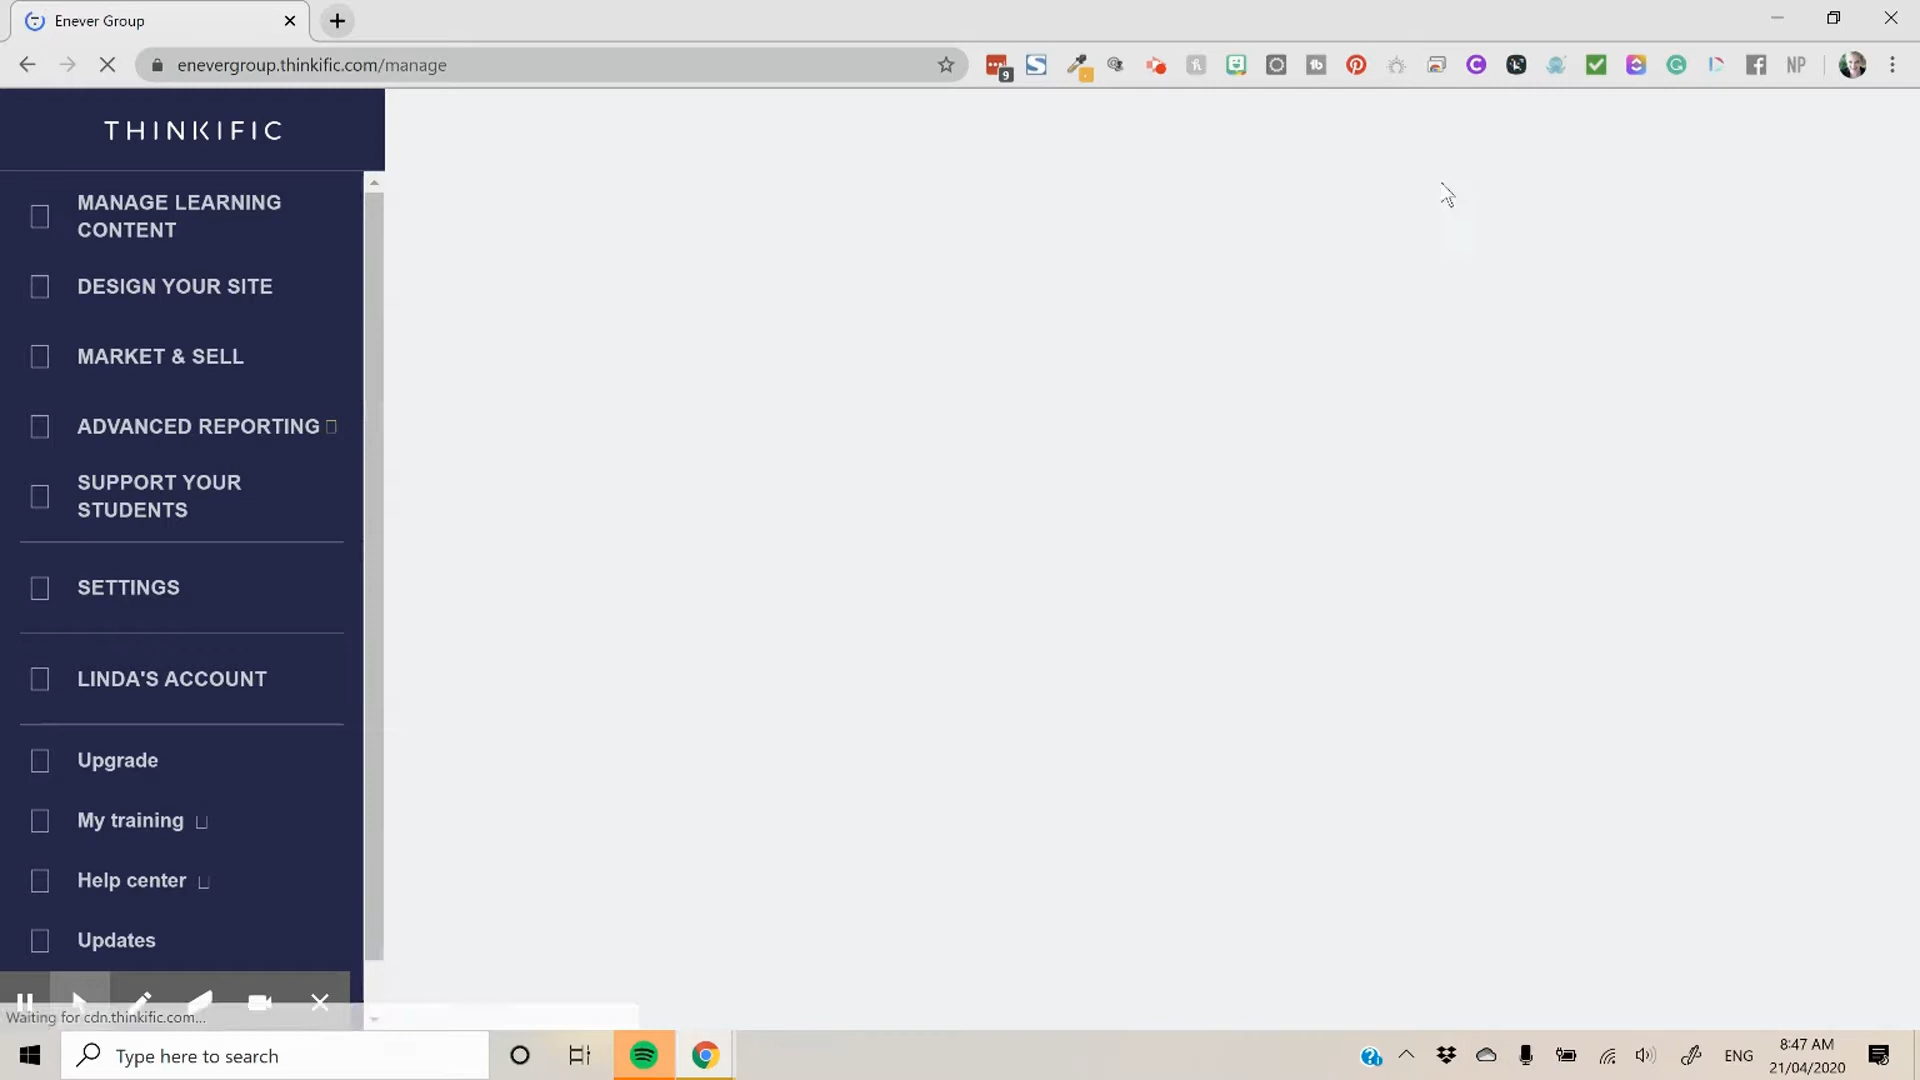 Enever Group
enevergroup.thinkific.com/manage
9
NP
THINKIFIC
MANAGE LEARNING
CONTENT
DESIGN YOUR SITE
MARKET & SELL
ADVANCED REPORTING
SUPPORT YOUR
STUDENTS
SETTINGS
LINDA'S ACCOUNT
Upgrade
My training
Help center
Updates
Waiting for cdn.thinkific.com...
Type here to search
ENG
8:47 AM
21/04/2020